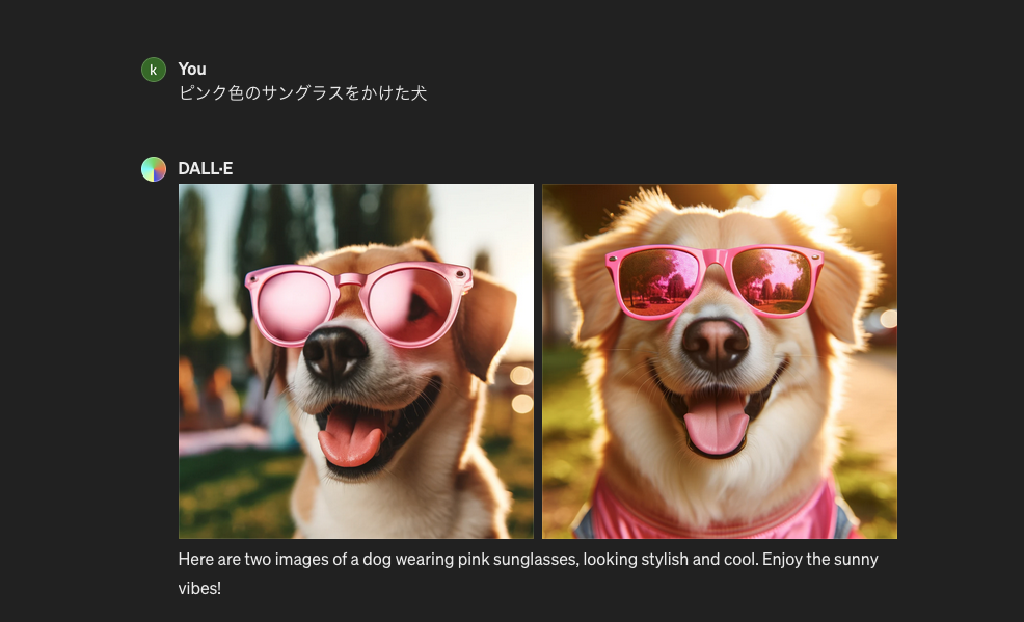 k
You
ピンク色のサングラスをかけた犬
DALL·E
Here are two images of a dog wearing pink sunglasses, looking stylish and cool. Enjoy the sunny
vibes!